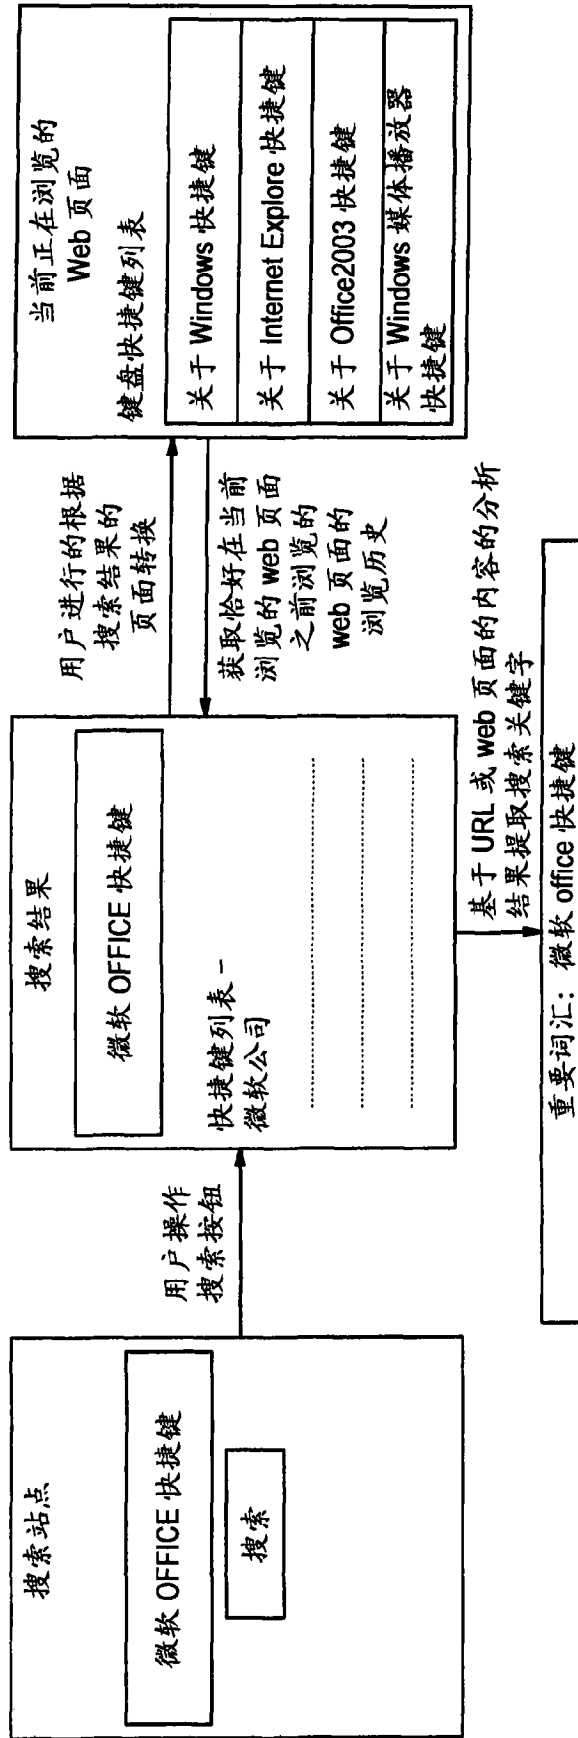 搜索站点
微软 OFFICE 快捷键
搜索
用户操作
搜索按钮
搜索结果
微软 OFFICE 快捷键
快捷键列表 –
微软公司
用户进行的根据
搜索结果的
页面转换
获取恰好在当前
浏览的 web 页面
之前浏览的
web 页面的
浏览历史
当前正在浏览的
Web 页面
键盘快捷键列表
关于 Windows 快捷键
关于 Internet Explore 快捷键
关于 Office2003 快捷键
关于 Windows 媒体播放器
快捷键
基于 URL 或 web 页面的内容的分析
结果提取搜索关键字
重要词汇: 微软 office 快捷键